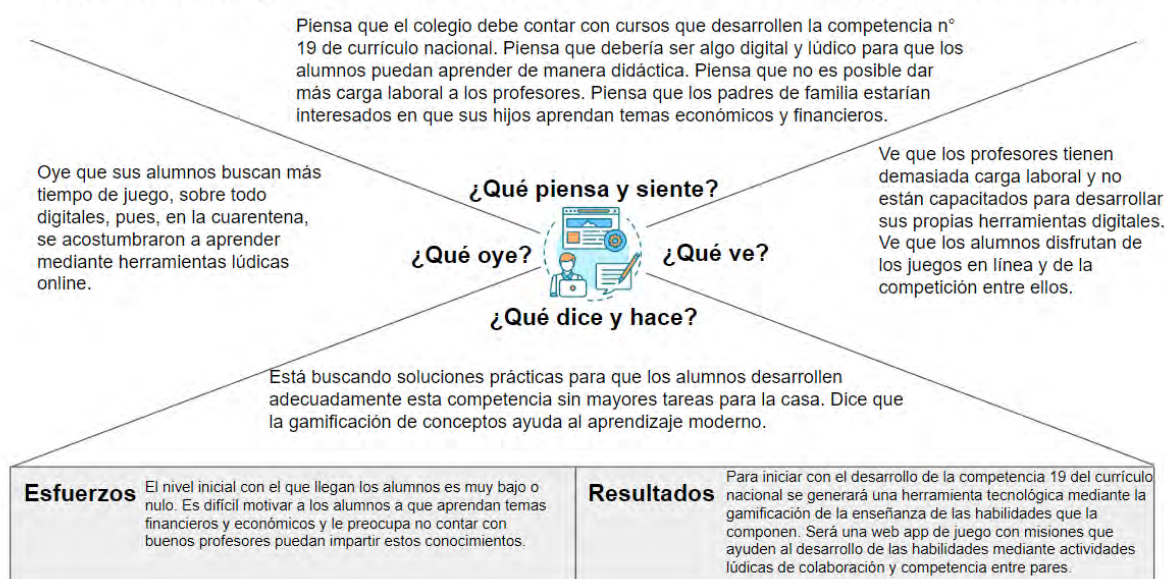 Piensa que el colegio debe contar con cursos que desarrollen la competencia n°
19 de currículo nacional. Piensa que debería ser algo digital y lúdico para que los
alumnos puedan aprender de manera didáctica. Piensa que no es posible dar
más carga laboral a los profesores. Piensa que los padres de familia estarían
interesados en que sus hijos aprendan temas económicos y financieros.
¿Qué piensa y siente?
Oye que sus alumnos buscan más
tiempo de juego, sobre todo
digitales, pues, en la cuarentena,
se acostumbraron a aprender
mediante herramientas lúdicas
online.
¿Qué oye?
¿Qué ve?
Ve que los profesores tienen
demasiada carga laboral y no
están capacitados para desarrollar
sus propias herramientas digitales.
Ve que los alumnos disfrutan de
los juegos en línea y de la
competición entre ellos.
¿Qué dice y hace?
Está buscando soluciones prácticas para que los alumnos desarrollen
adecuadamente esta competencia sin mayores tareas para la casa. Dice que
la gamificación de conceptos ayuda al aprendizaje moderno.
Esfuerzos
El nivel inicial con el que llegan los alumnos es muy bajo o
nulo. Es difícil motivar a los alumnos a que aprendan temas
financieros y económicos y le preocupa no contar con
buenos profesores puedan impartir estos conocimientos.
Resultados
Para iniciar con el desarrollo de la competencia 19 del currículo
nacional se generará una herramienta tecnológica mediante la
gamificación de la enseñanza de las habilidades que la
componen. Será una web app de juego con misiones que
ayuden al desarrollo de las habilidades mediante actividades
lúdicas de colaboración y competencia entre pares.